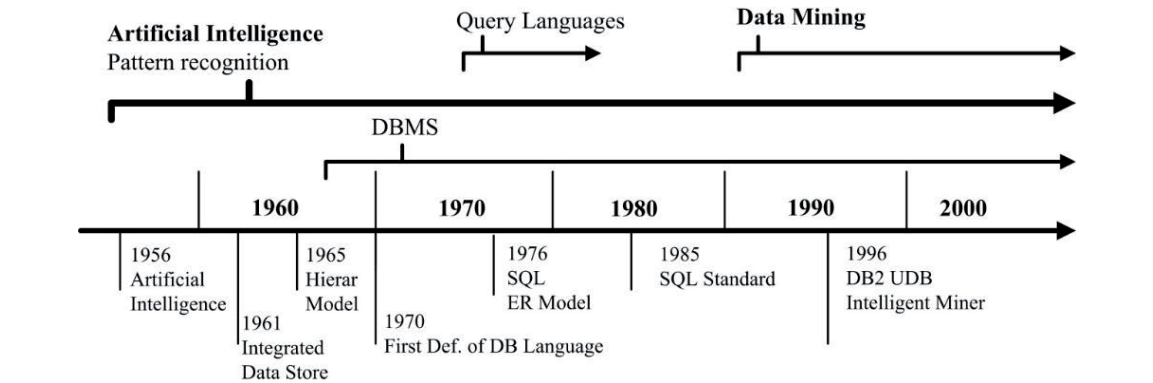 Artificial Intelligence
Pattern recognition
Query Languages
Data Mining
DBMS
1960
1970
1980
1990
2000
1956
Artificial
Intelligence
1961
Integrated
Data Store
1965
Hierar
Model
1970
First Def. of DB Language
1976
SQL
ER Model
1985
SQL Standard
1996
DB2 UDB
Intelligent Miner